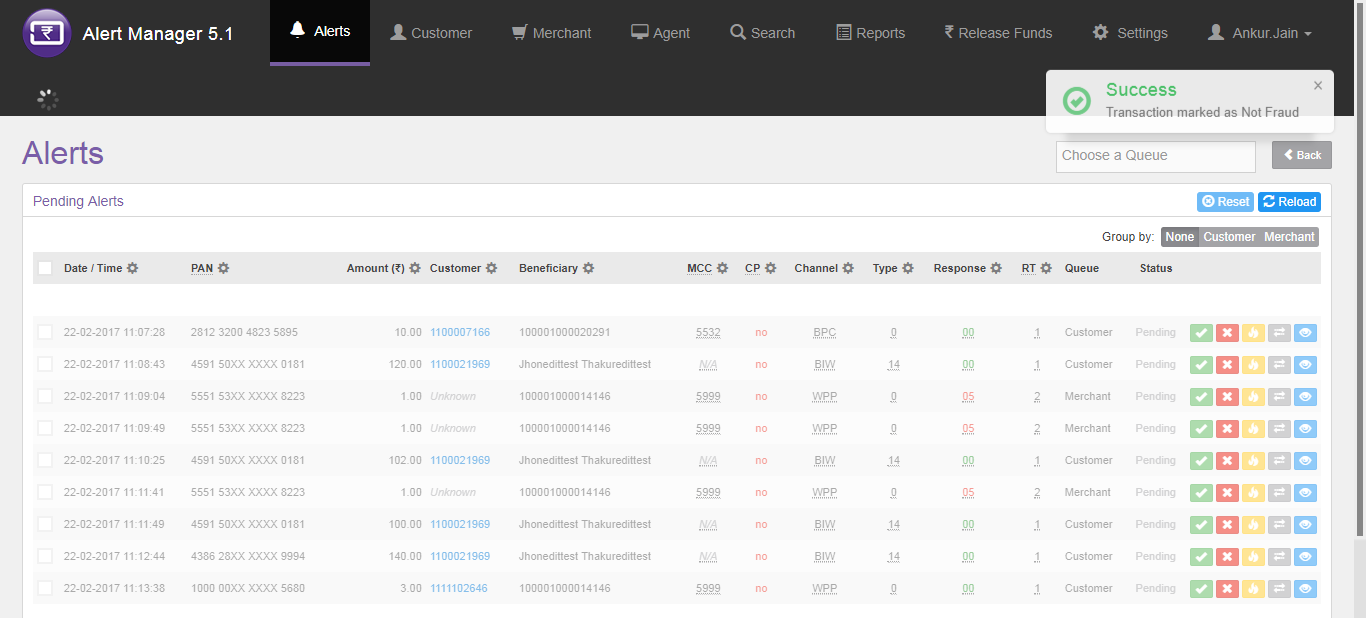 Alert Manager 5.1 Alerts Customer Merchant Agent Search Reports ₹ Release Funds Settings Ankur.Jain
Success ×
Transaction marked as Not Fraud
Alerts Choose a Queue Back
Pending Alerts Reset Reload
Group by: None Customer Merchant
Date / Time PAN Amount (₹) Customer Beneficiary MCC CP Channel Type Response RT Queue Status
22-02-2017 11:07:28 2812 3200 4823 5895 10.00 1100007166 100001000020291 5532 no BPC 0 00 1 Customer Pending
22-02-2017 11:08:43 4591 50XX XXXX 0181 120.00 1100021969 Jhonedittest Thakuredittest N/A no BIW 14 00 1 Customer Pending
22-02-2017 11:09:04 5551 53XX XXXX 8223 1.00 Unknown 100001000014146 5999 no WPP 0 05 2 Merchant Pending
22-02-2017 11:09:49 5551 53XX XXXX 8223 1.00 Unknown 100001000014146 5999 no WPP 0 05 2 Merchant Pending
22-02-2017 11:10:25 4591 50XX XXXX 0181 102.00 1100021969 Jhonedittest Thakuredittest N/A no BIW 14 00 1 Customer Pending
22-02-2017 11:11:41 5551 53XX XXXX 8223 1.00 Unknown 100001000014146 5999 no WPP 0 05 2 Merchant Pending
22-02-2017 11:11:49 4591 50XX XXXX 0181 100.00 1100021969 Jhonedittest Thakuredittest N/A no BIW 14 00 1 Customer Pending
22-02-2017 11:12:44 4386 28XX XXXX 9994 140.00 1100021969 Jhonedittest Thakuredittest N/A no BIW 14 00 1 Customer Pending
22-02-2017 11:13:38 1000 00XX XXXX 5680 3.00 1111102646 100001000014146 5999 no WPP 0 00 1 Customer Pending